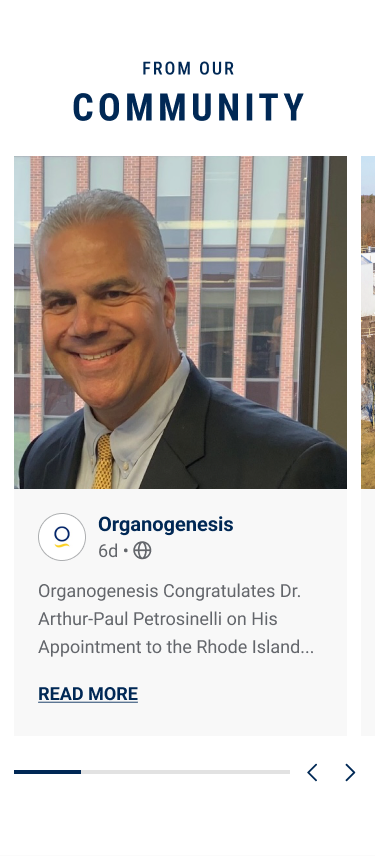 FROM OUR
COMMUNITY
Organogenesis
6d •
Organogenesis Congratulates Dr.
Arthur-Paul Petrosinelli on His
Appointment to the Rhode Island...
READ MORE